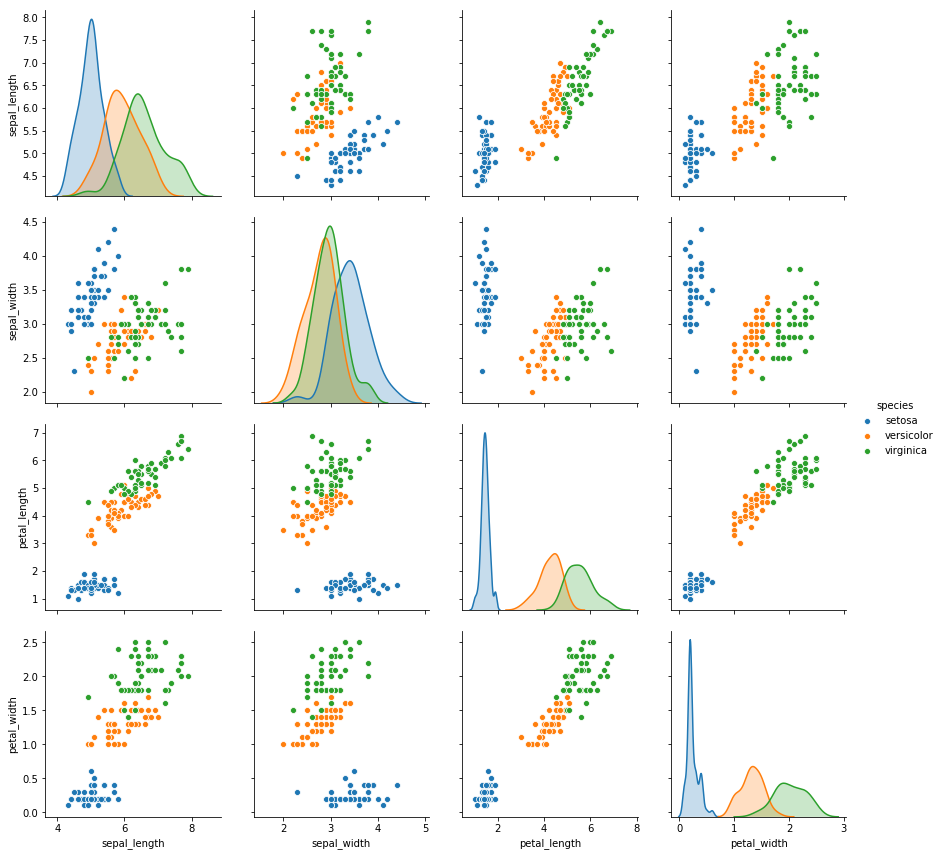 8.0
7.5
7.0
6.5
6.0
5.5
5.0
4.5
sepal_length
4.5
4.0
3.5
3.0
2.5
2.0
sepal_width
species
setosa
versicolor
virginica
7
6
5
4
3
2
1
petal_length
2.5
2.0
1.5
1.0
0.5
0.0
petal_width
4 6 8
sepal_length
2 3 4 5
sepal_width
2 4 6 8
petal_length
0 1 2 3
petal_width